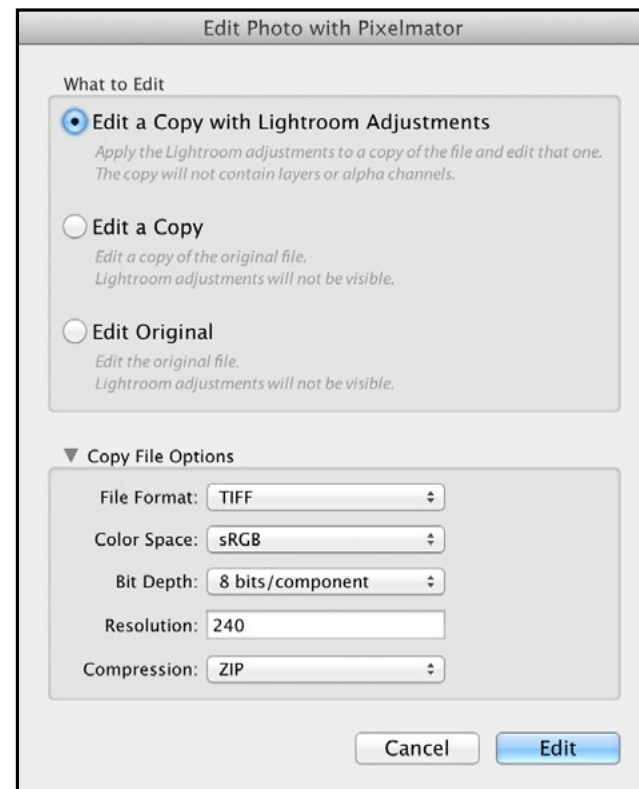 Edit Photo with Pixelmator
What to Edit
Edit a Copy with Lightroom Adjustments
Apply the Lightroom adjustments to a copy of the file and edit that one.
The copy will not contain layers or alpha channels.
Edit a Copy
Edit a copy of the original file.
Lightroom adjustments will not be visible.
Edit Original
Edit the original file.
Lightroom adjustments will not be visible.
Copy File Options
File Format: TIFF
Color Space: sRGB
Bit Depth: 8 bits/component
Resolution: 240
Compression: ZIP
Cancel Edit